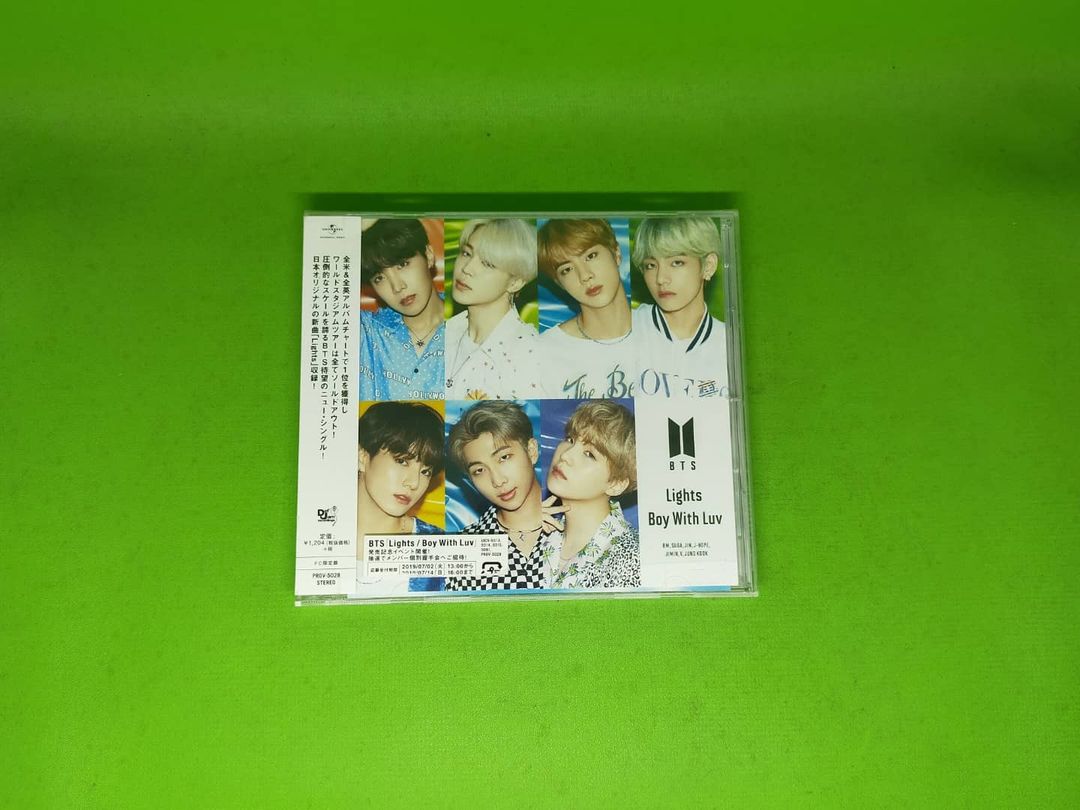 UNIVERSAL
全米&全英アルバムチャートで1位を獲得し
ワールドスタジアムツアーは全てソールドアウト!
圧倒的なスケールを誇るBTS待望のニュー・シングル!
日本オリジナルの新曲「Lights」収録!
Def Jam
recordings
定価:
¥1,204(税抜価格)
+税
FC限定盤
PROV-5028
STEREO
HOLLYWO
The Be
LOVE
BTS
Lights
Boy With Luv
RM, SUGA, JIN, J-HOPE,
JIMIN, V, JUNG KOOK
BTS「Lights / Boy With Luv」
発売記念イベント開催!
抽選でメンバー個別握手会へご招待!
応募受付期間
2019/07/02(火)13:00から
2019/07/14(日)18:00まで
PROV-5028